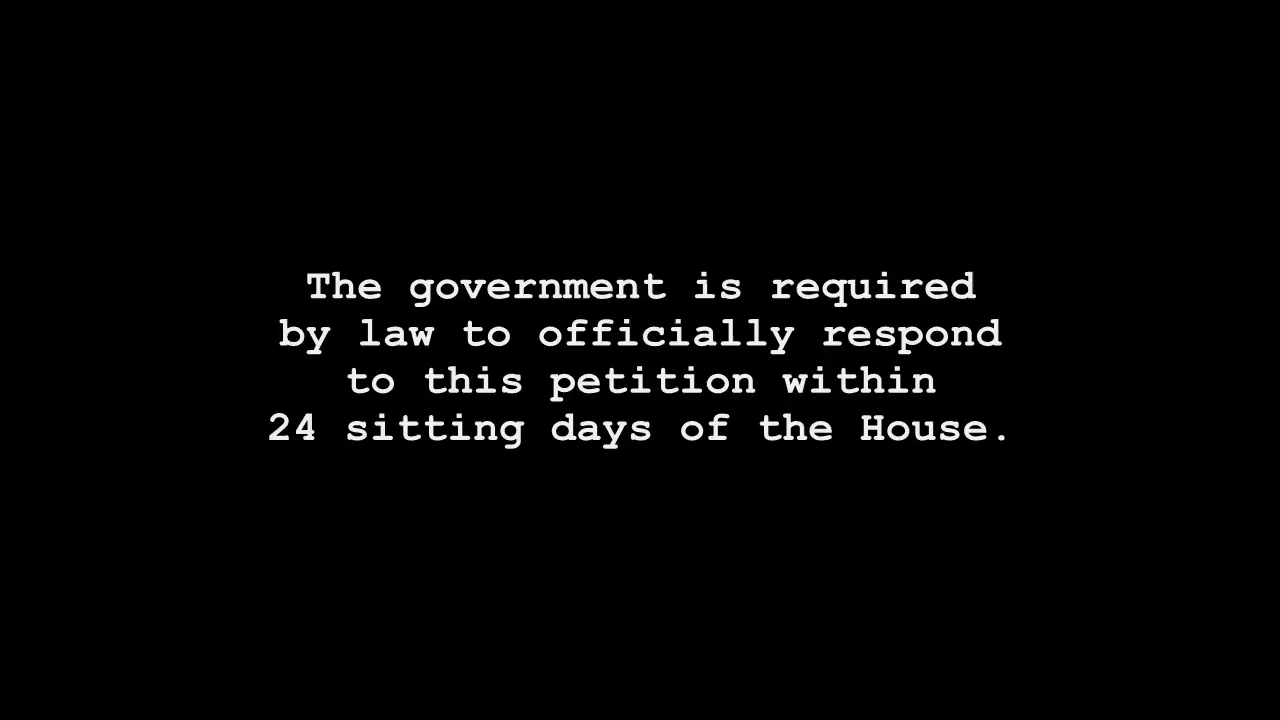 The government is required
by law to officially respond
to this petition within
24 sitting days of the House.